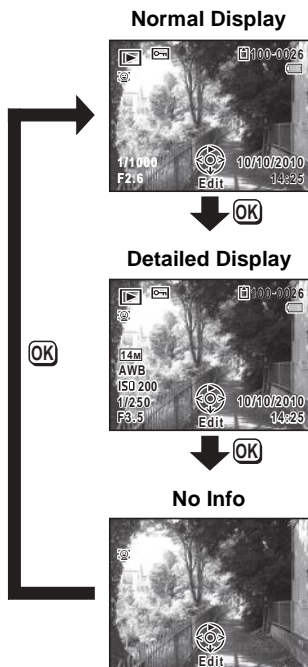 Normal Display
100-0026
1/1000
F2.6
Edit
10/10/2010
14:25
OK
Detailed Display
100-0026
14M
AWB
ISO 200
1/250
F3.5
Edit
10/10/2010
14:25
OK
OK
No Info
Edit